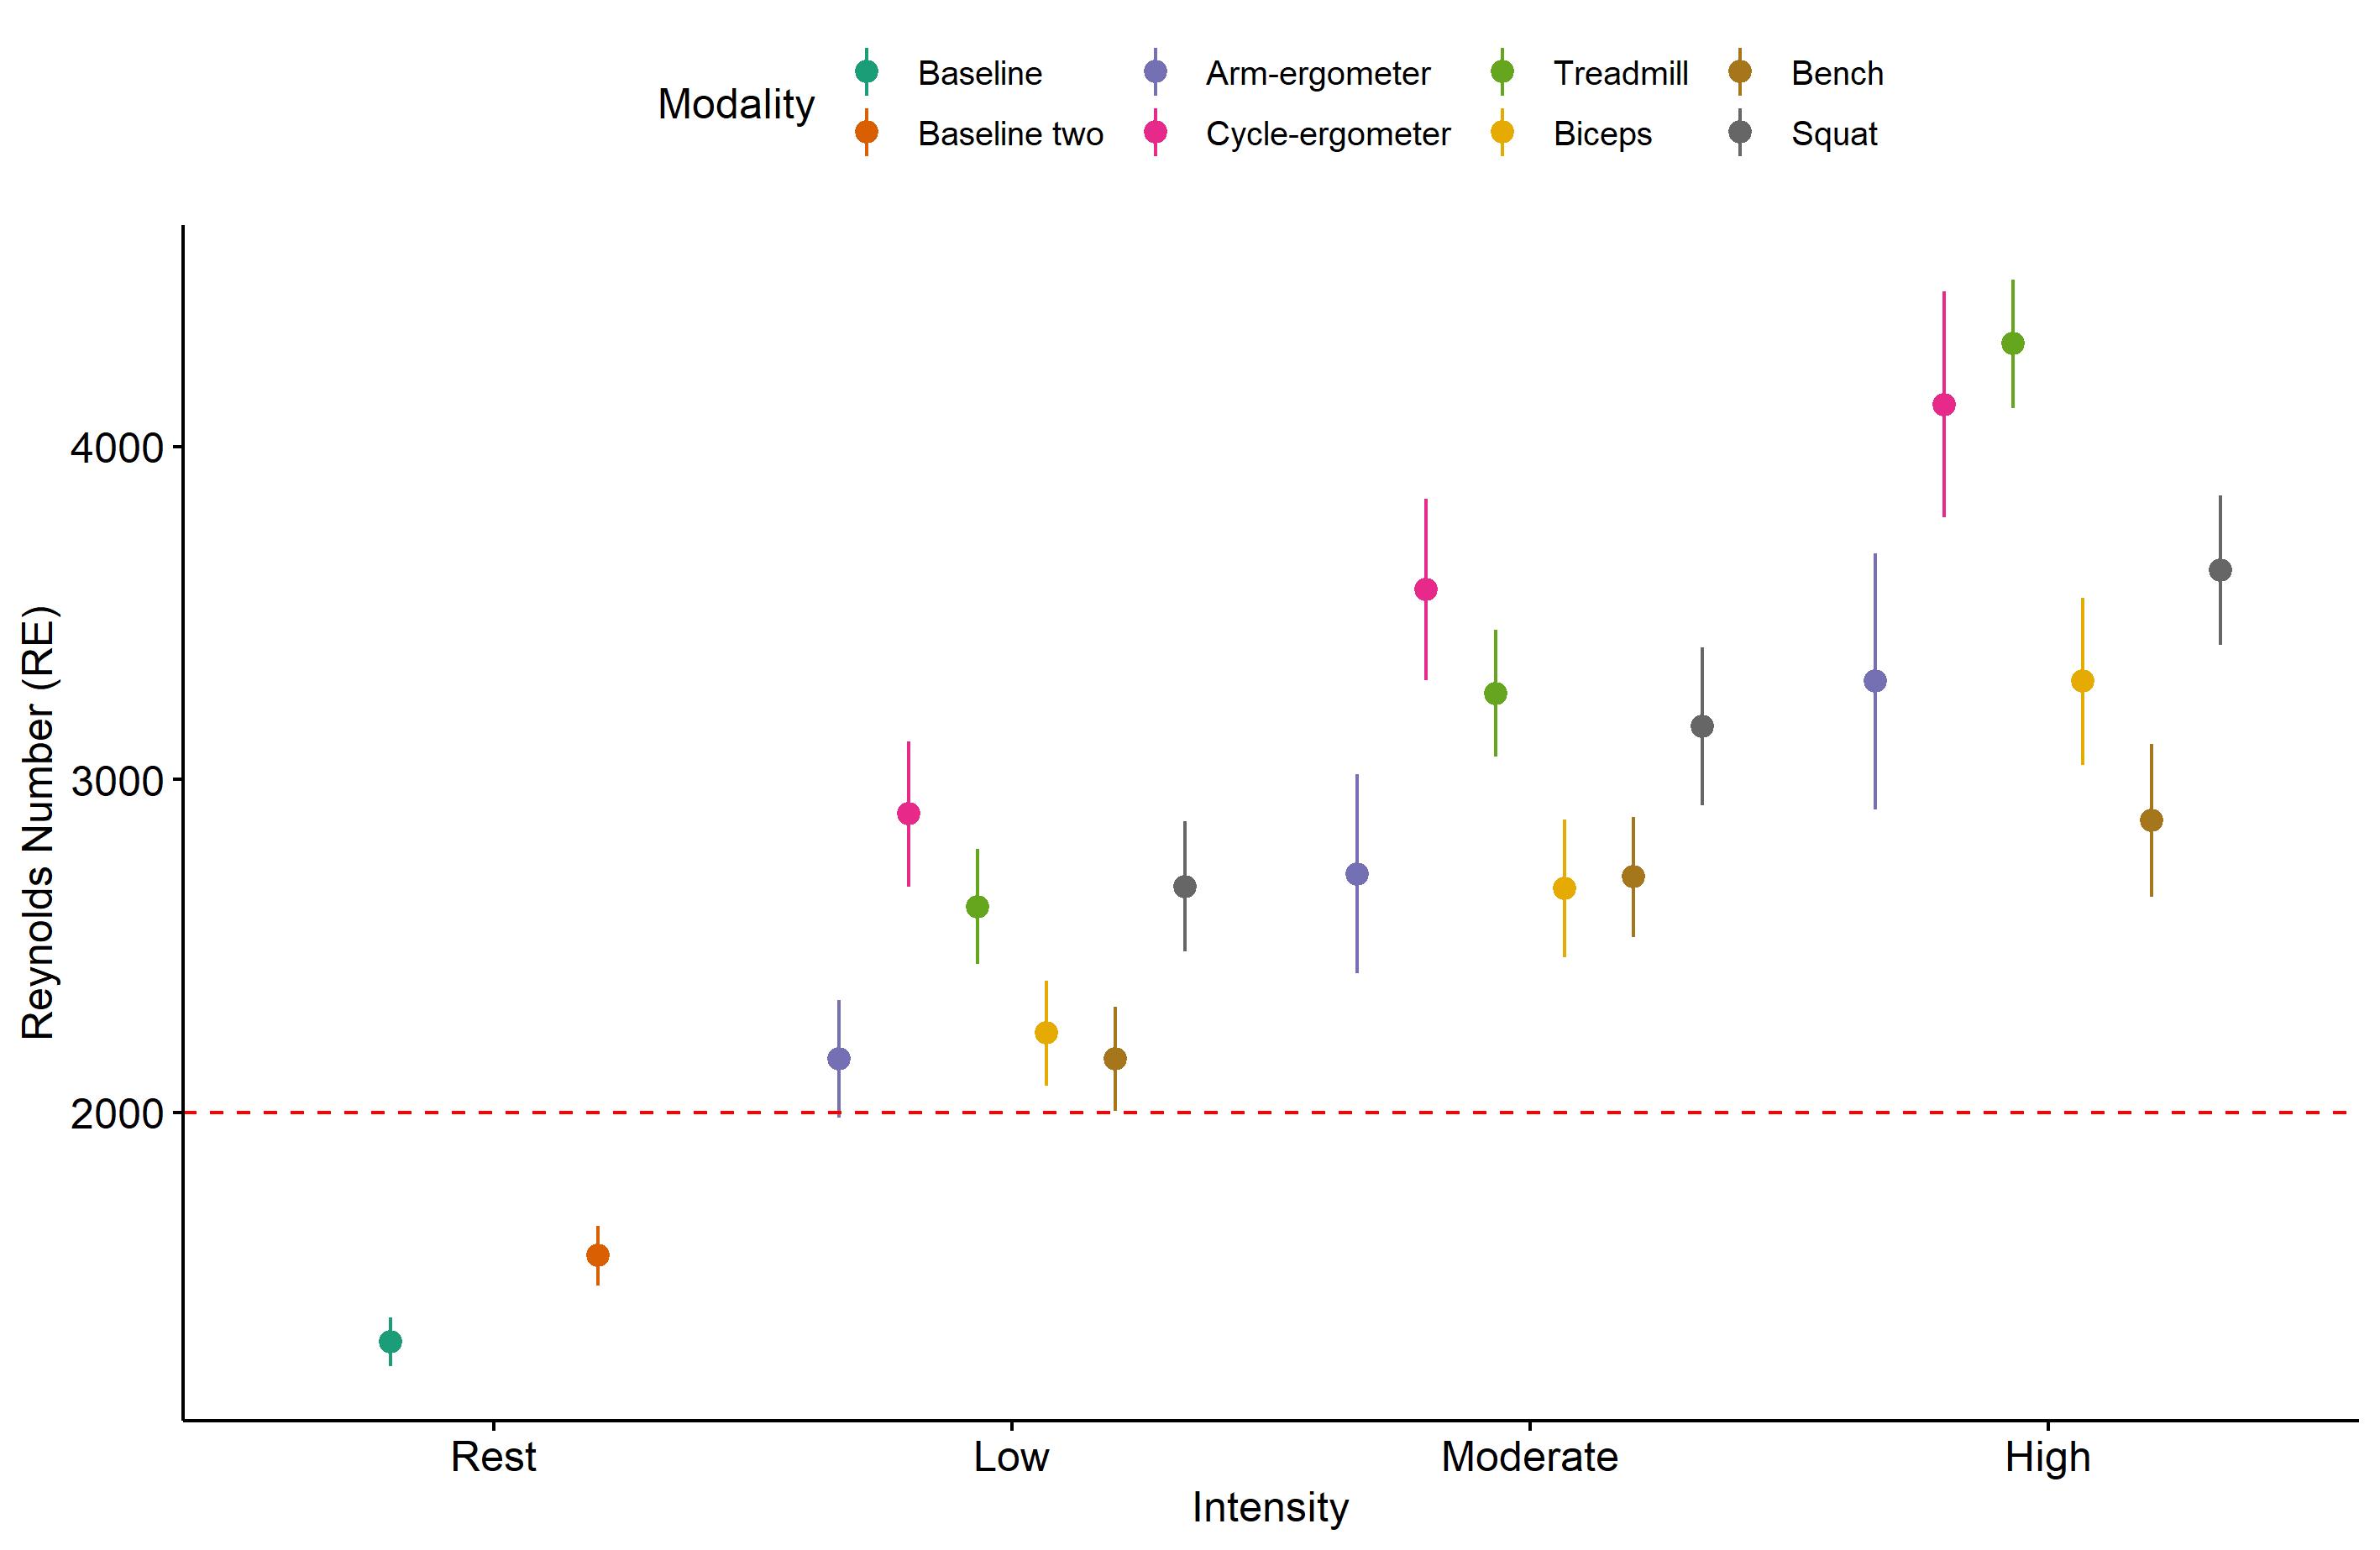 Modality
Baseline
Arm-ergometer
Treadmill
Bench
Baseline two
Cycle-ergometer
Biceps
Squat
Reynolds Number (RE)
4000
3000
2000
Rest
Low
Moderate
High
Intensity